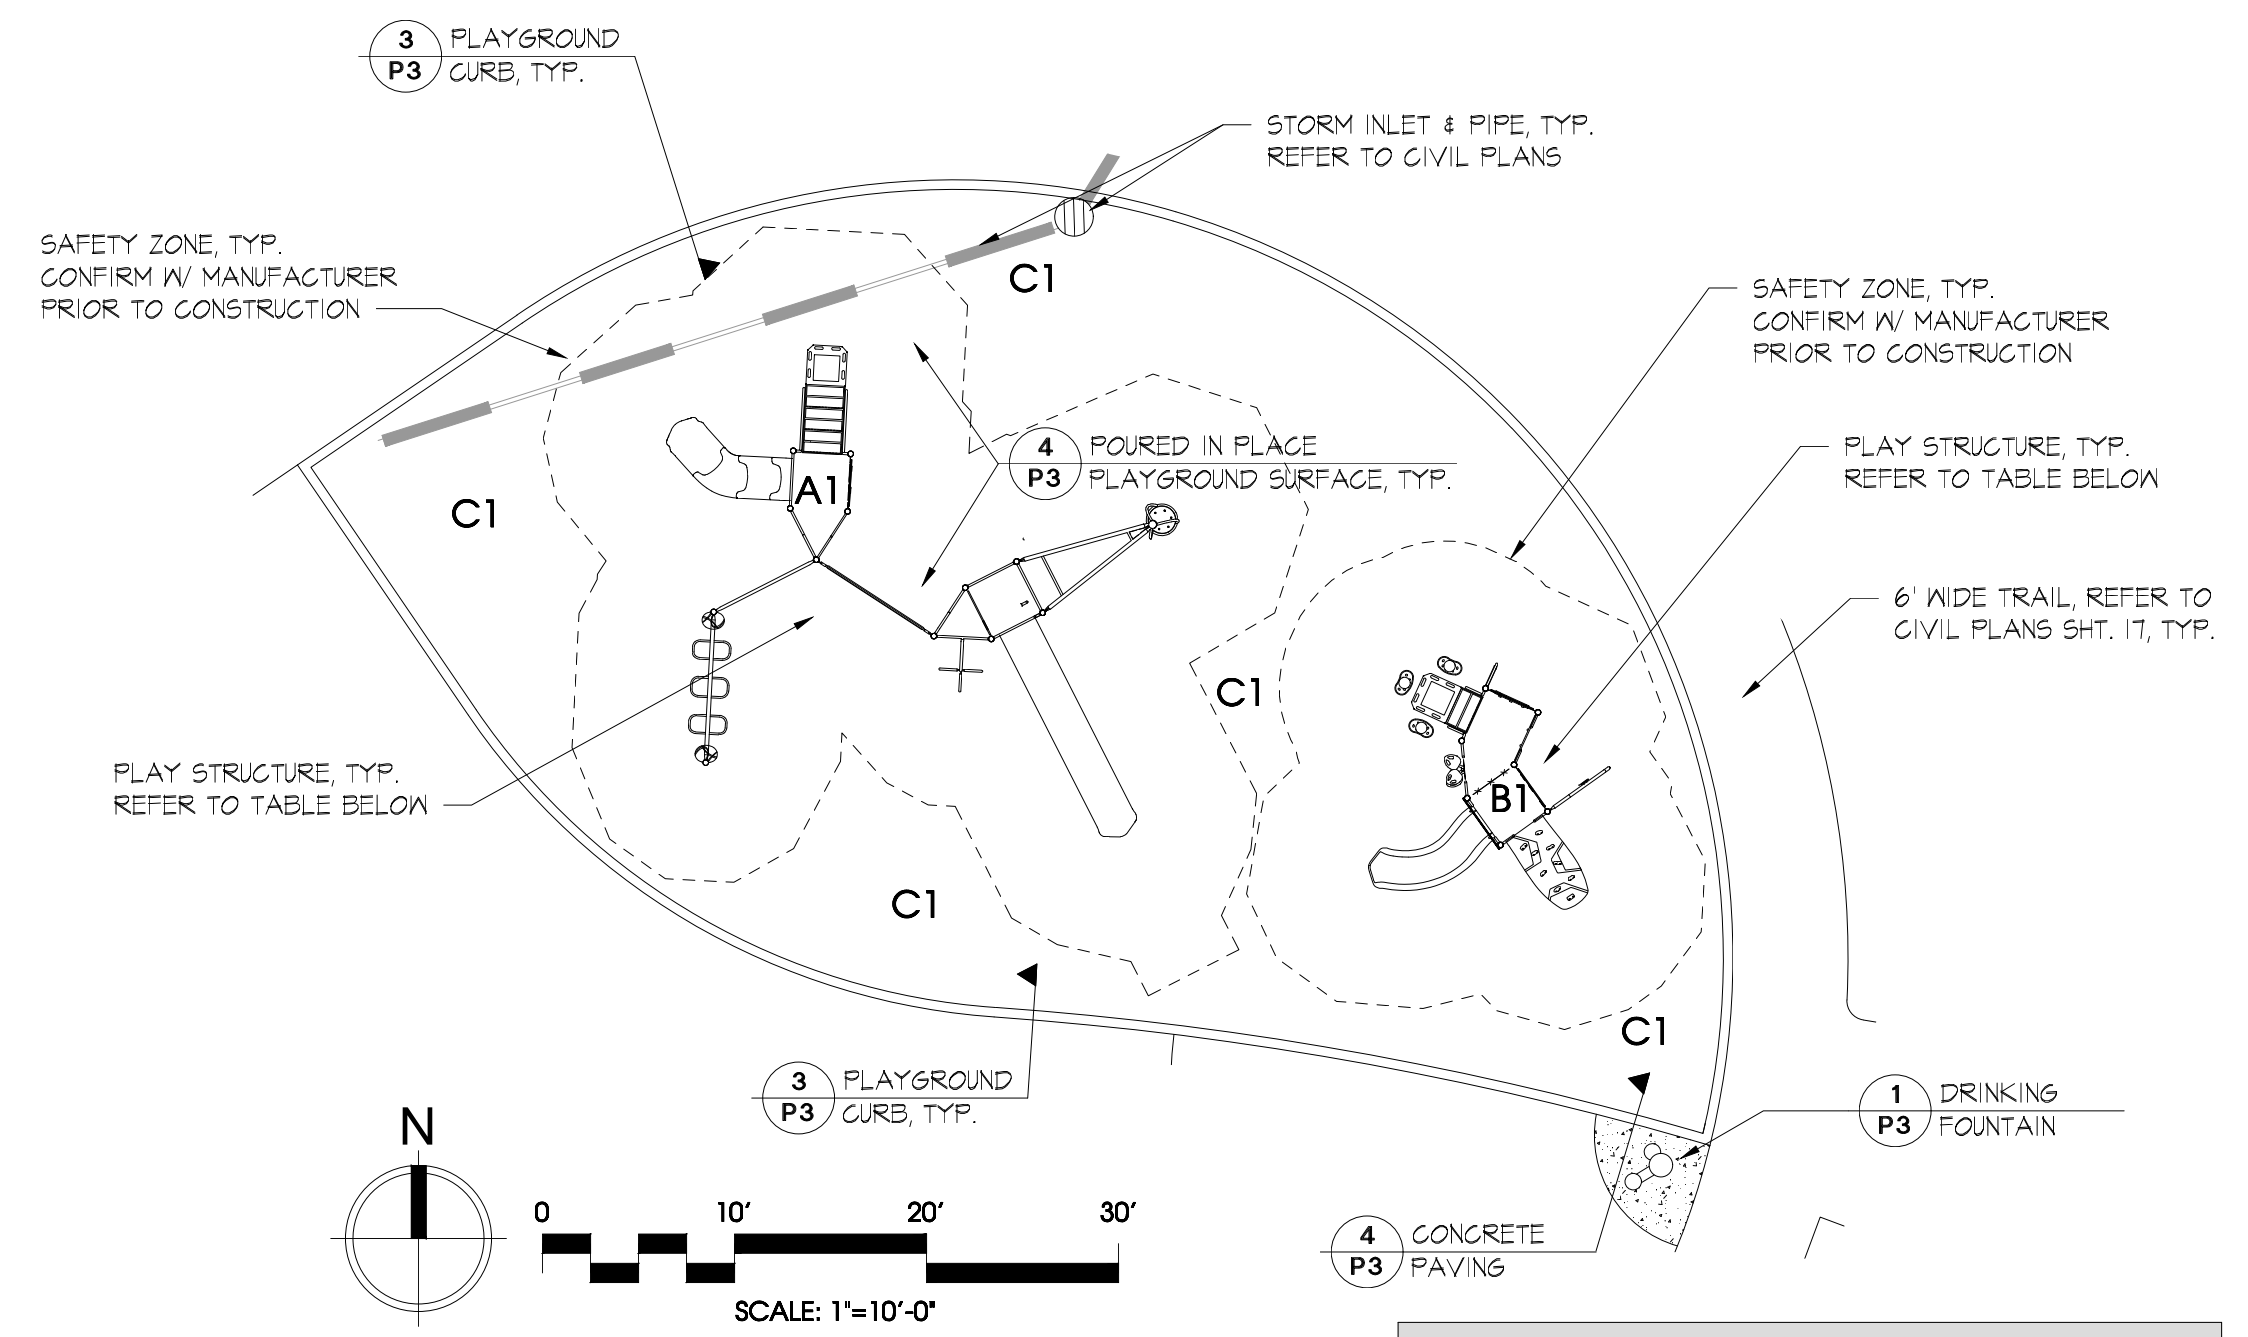 3
P3
PLAYGROUND
CURB, TYP.
STORM INLET & PIPE, TYP.
REFER TO CIVIL PLANS
SAFETY ZONE, TYP.
CONFIRM W/ MANUFACTURER
PRIOR TO CONSTRUCTION
C1
SAFETY ZONE, TYP.
CONFIRM W/ MANUFACTURER
PRIOR TO CONSTRUCTION
4
P3
POURED IN PLACE
PLAYGROUND SURFACE, TYP.
PLAY STRUCTURE, TYP.
REFER TO TABLE BELOW
A1
C1
6' WIDE TRAIL, REFER TO
CIVIL PLANS SHT. 17, TYP.
C1
PLAY STRUCTURE, TYP.
REFER TO TABLE BELOW
B1
C1
C1
3
P3
PLAYGROUND
CURB, TYP.
1
P3
DRINKING
FOUNTAIN
N
0 10' 20' 30'
SCALE: 1"=10'-0"
4
P3
CONCRETE
PAVING